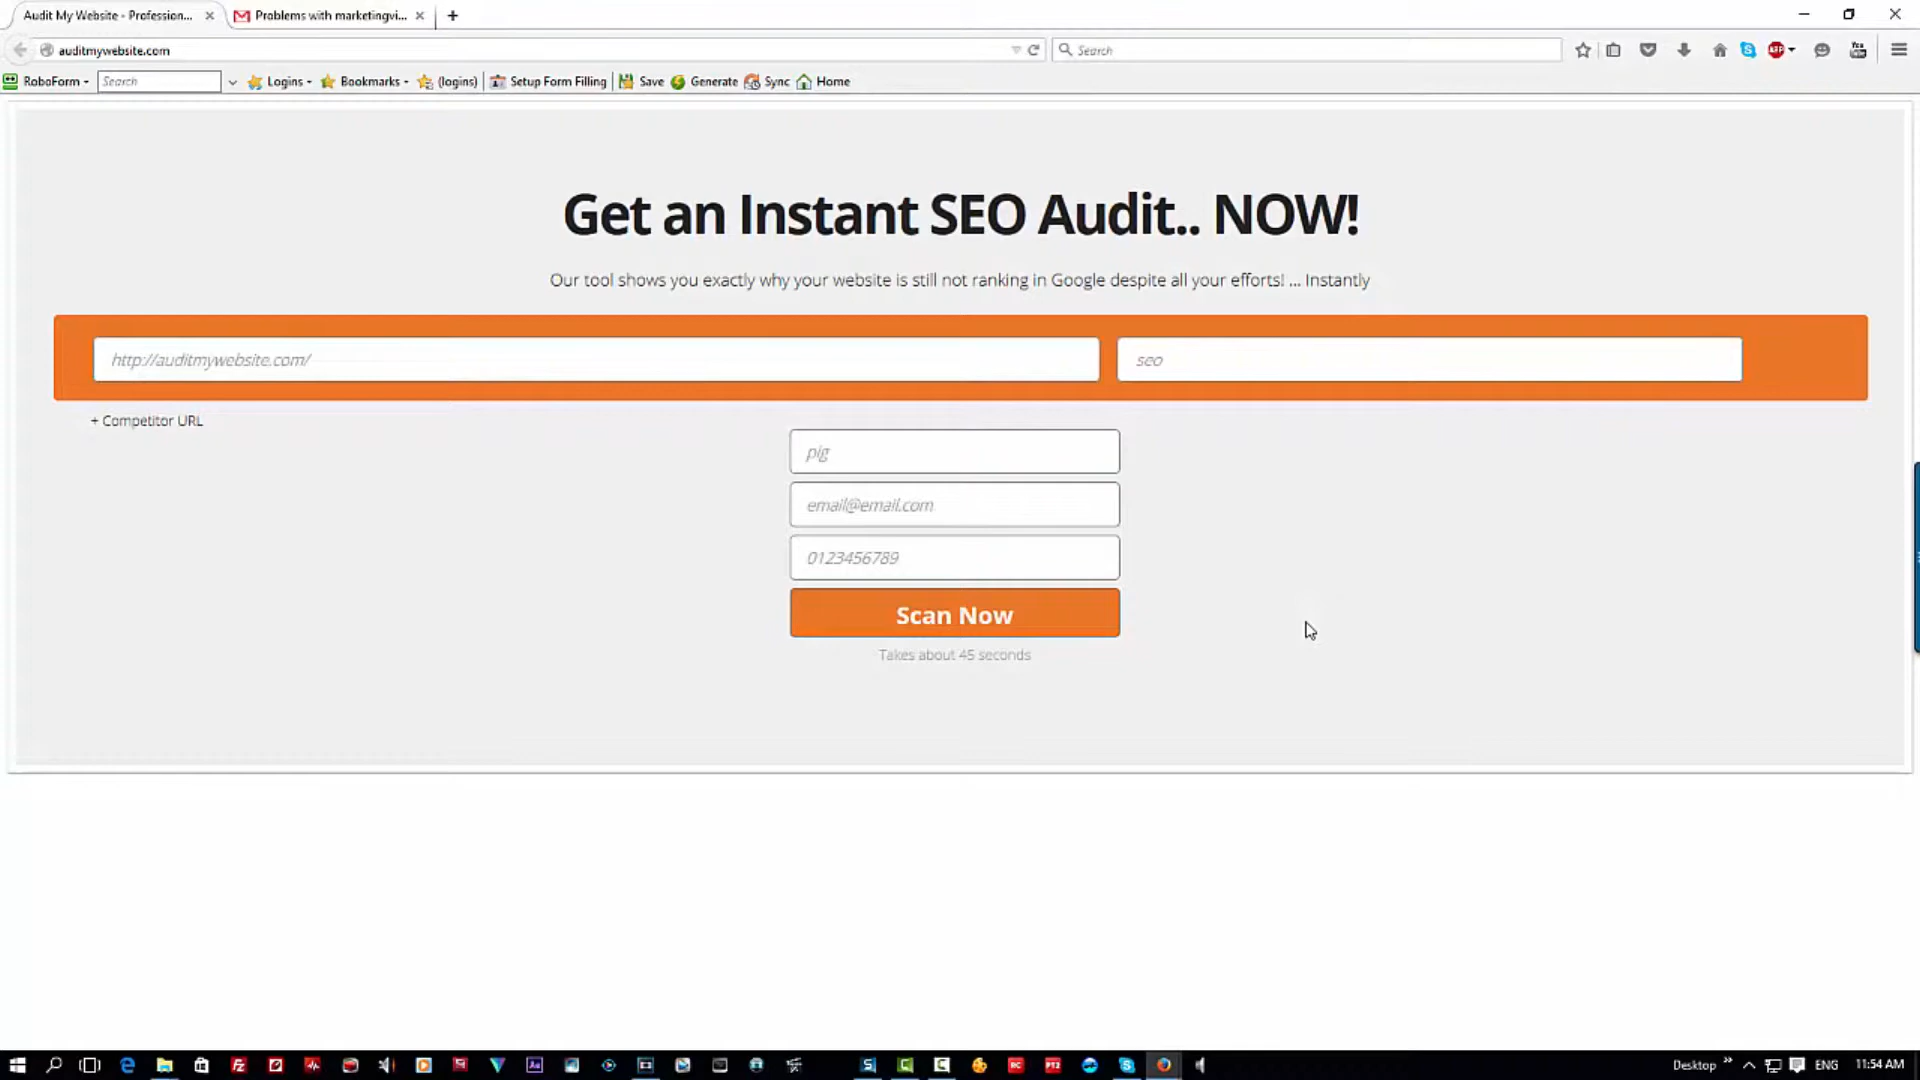 Audit My Website - Profession...
Problems with marketingvi...
auditmywebsite.com
Search
RoboForm
Search
Logins
Bookmarks
(logins)
Setup Form Filling
Save
Generate
Sync
Home
Get an Instant SEO Audit.. NOW!
Our tool shows you exactly why your website is still not ranking in Google despite all your efforts! ... Instantly
http://auditmywebsite.com/
seo
+ Competitor URL
pig
email@email.com
0123456789
Scan Now
Takes about 45 seconds
Desktop
ENG
11:54 AM